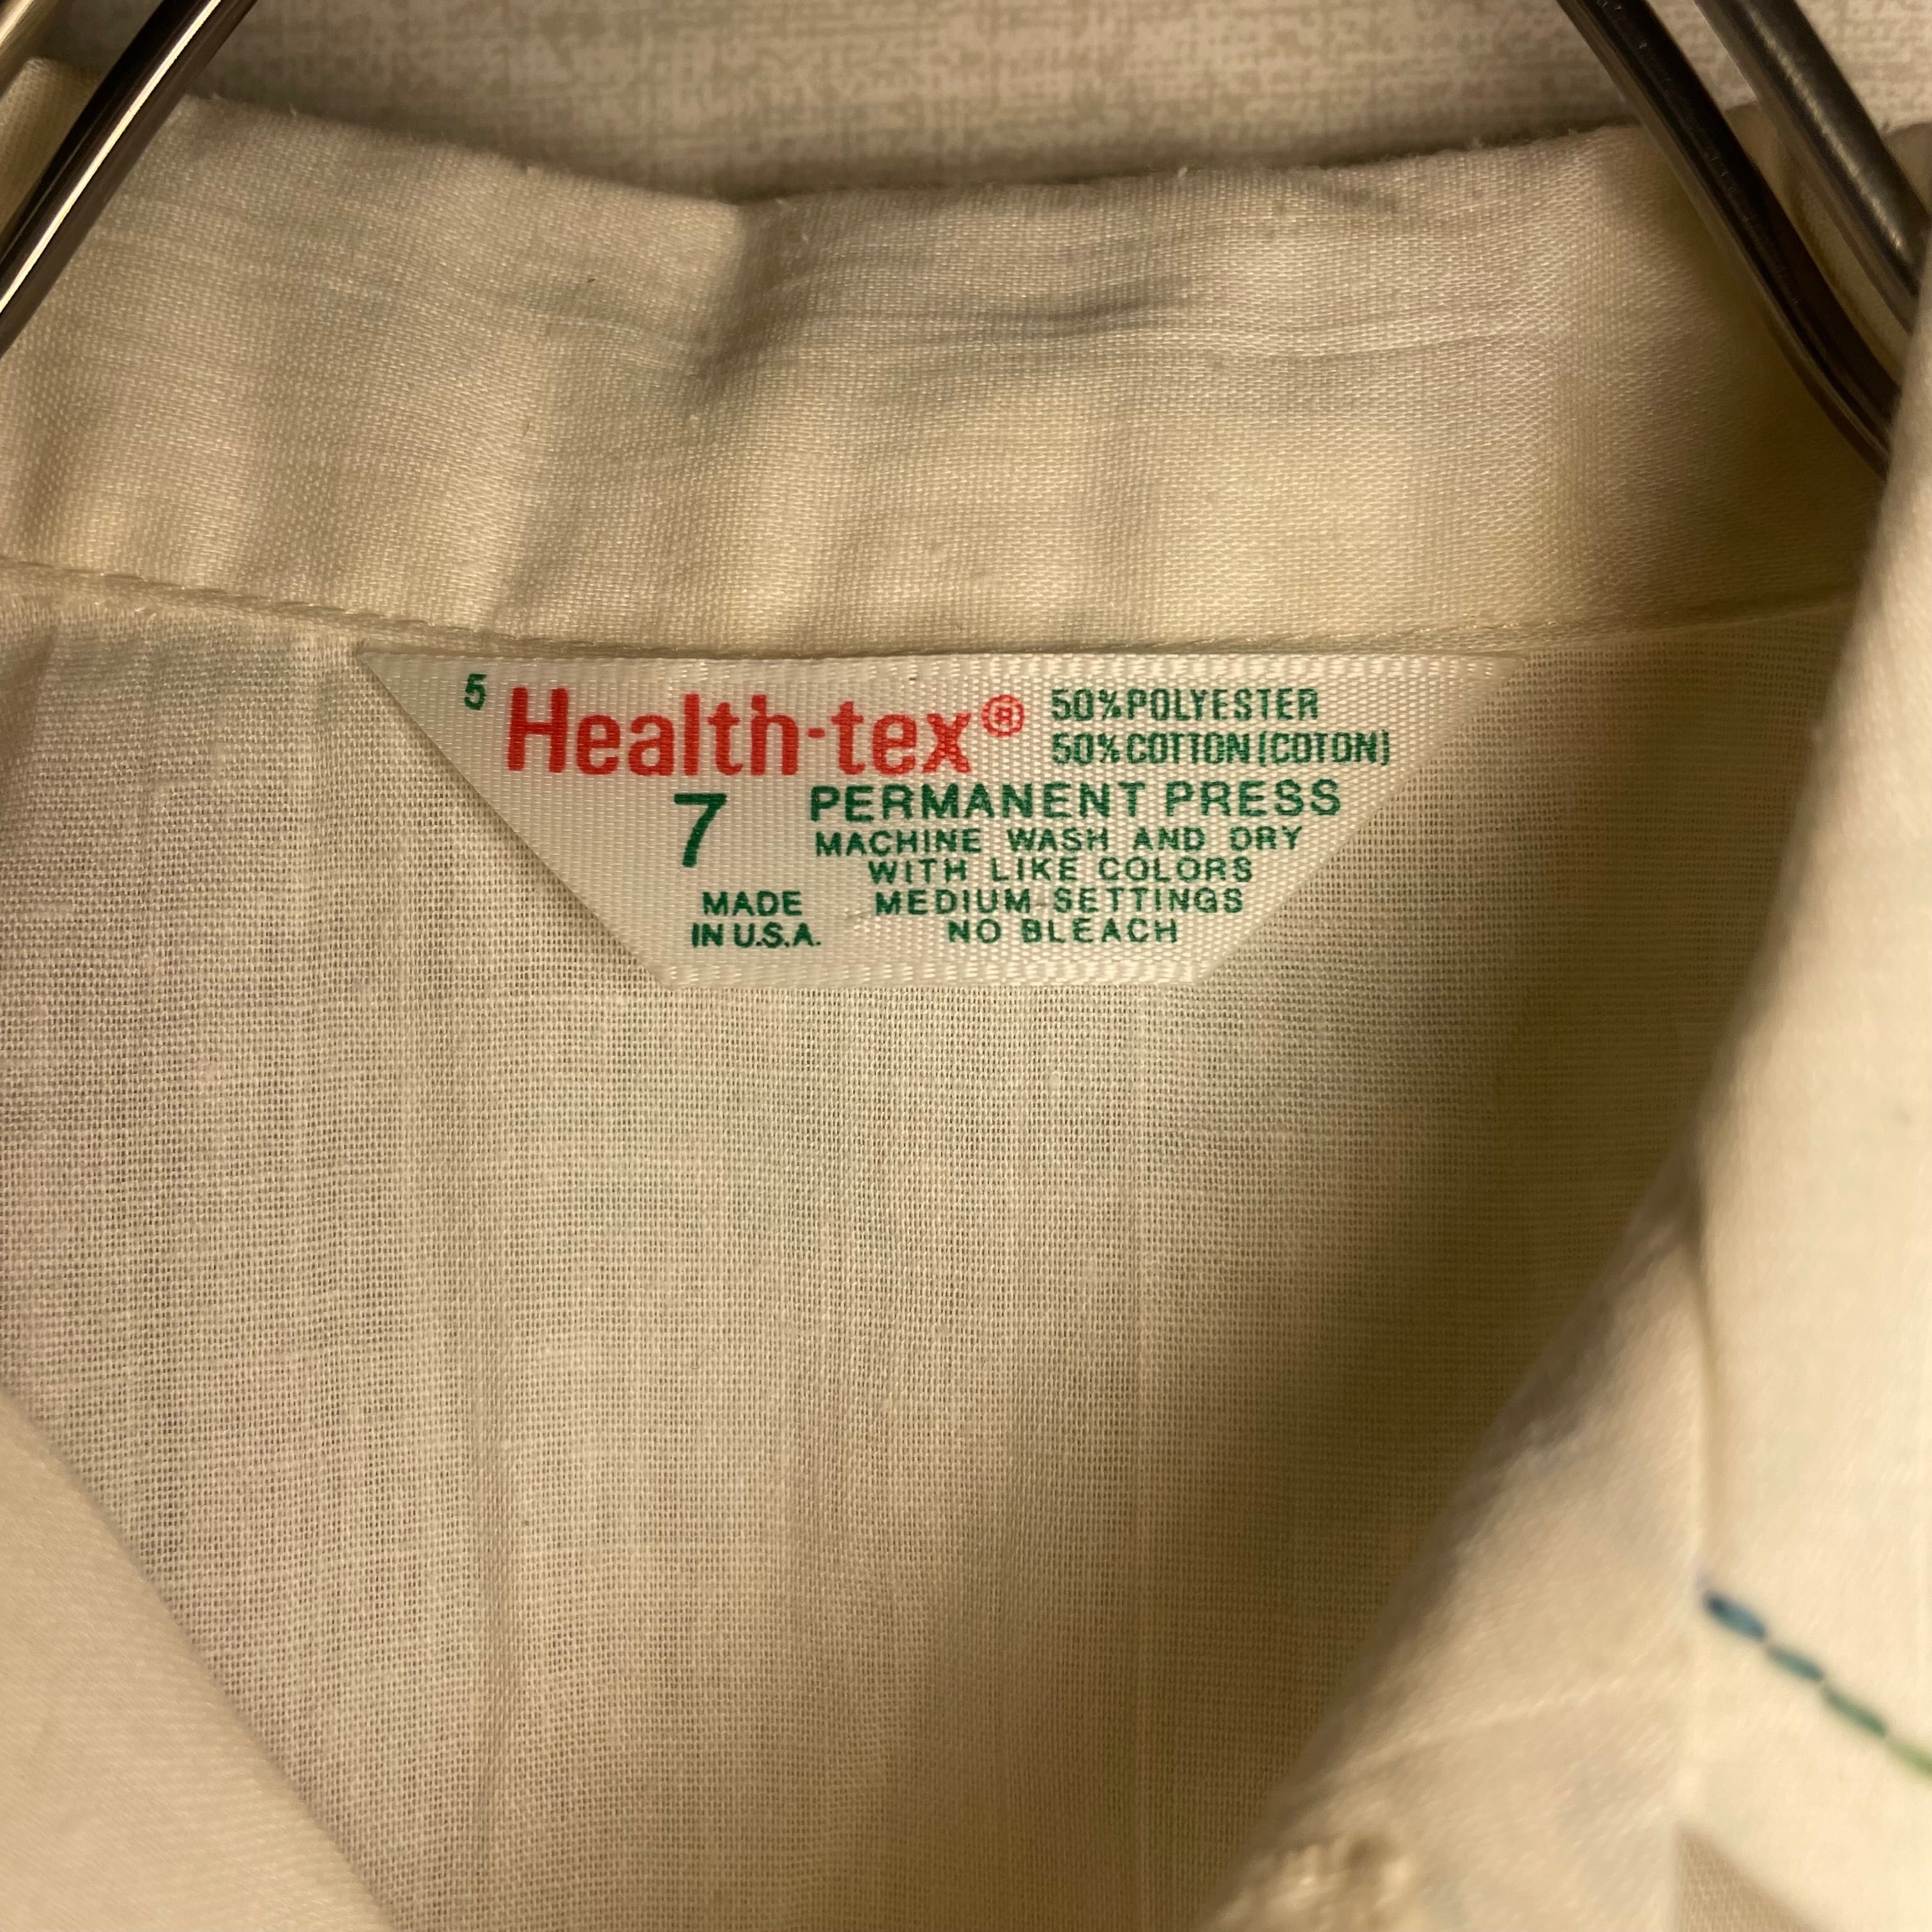 5 Health-tex® 50% POLYESTER
50% COTTON (COTON)
7 PERMANENT PRESS
MACHINE WASH AND DRY
WITH LIKE COLORS
MADE MEDIUM SETTINGS
IN U.S.A. NO BLEACH